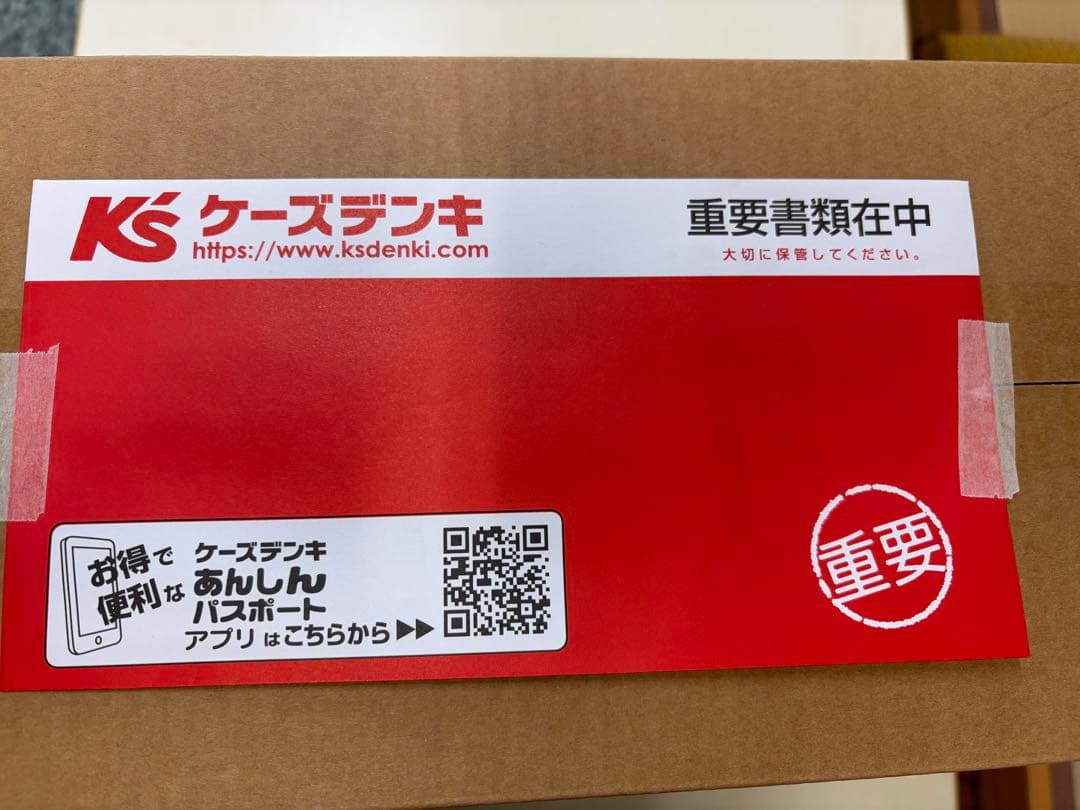 K's ケーズデンキ
https://www.ksdenki.com
重要書類在中
大切に保管してください。
お得で
便利な
ケーズデンキ
あんしん
パスポート
アプリはこちらから▶▶
重要